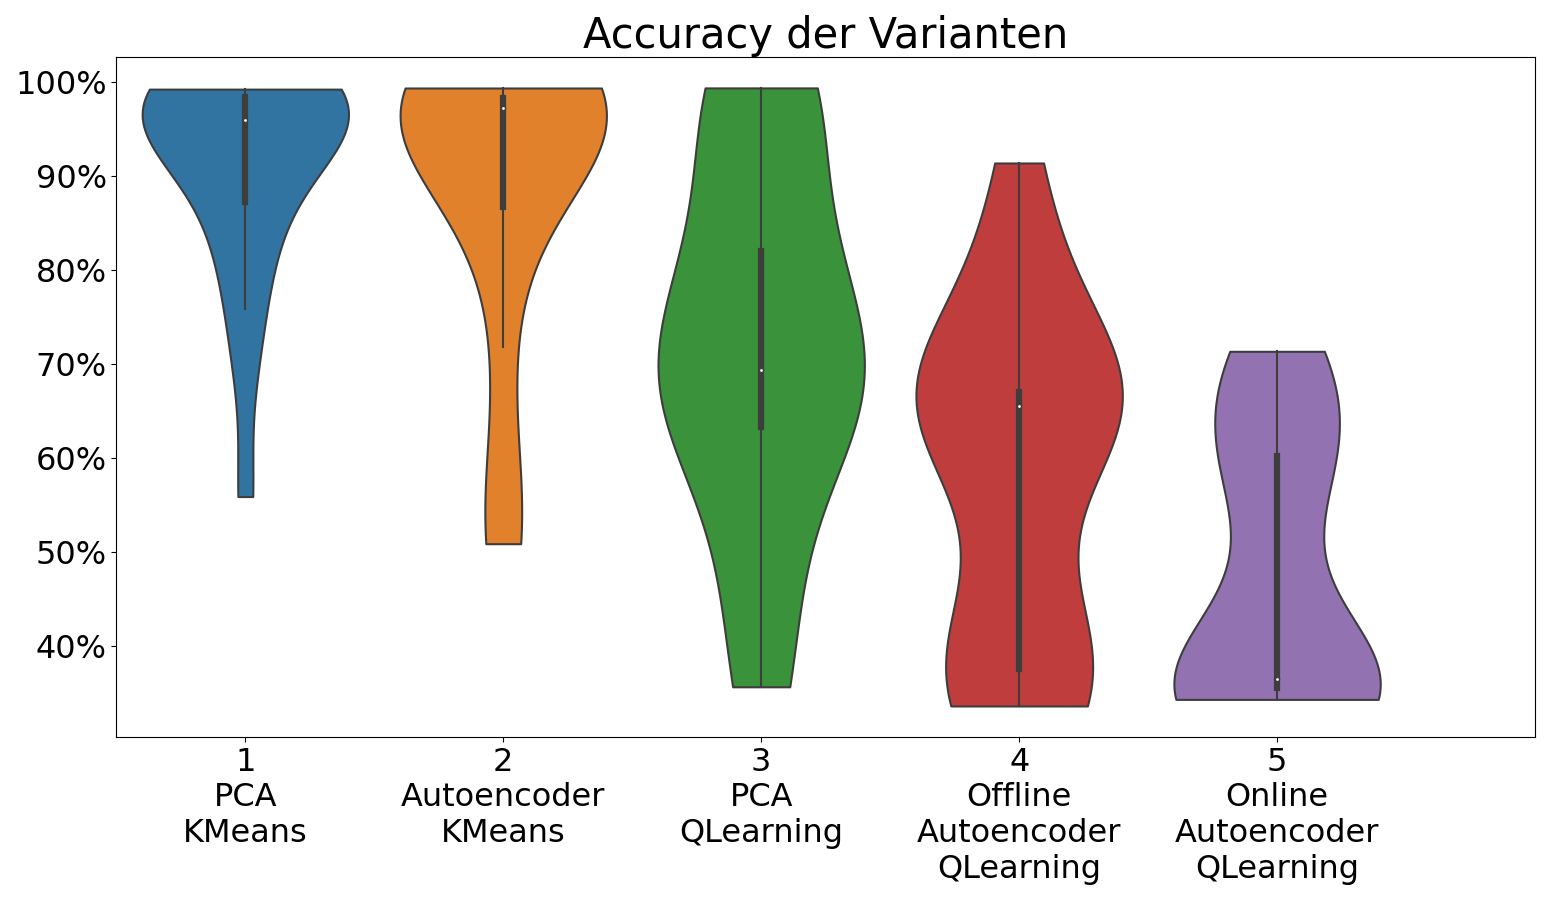 Accuracy der Varianten
100%
90%
80%
70%
60%
50%
40%
1
PCA
KMeans
2
Autoencoder
KMeans
3
PCA
QLearning
4
Offline
Autoencoder
QLearning
5
Online
Autoencoder
QLearning